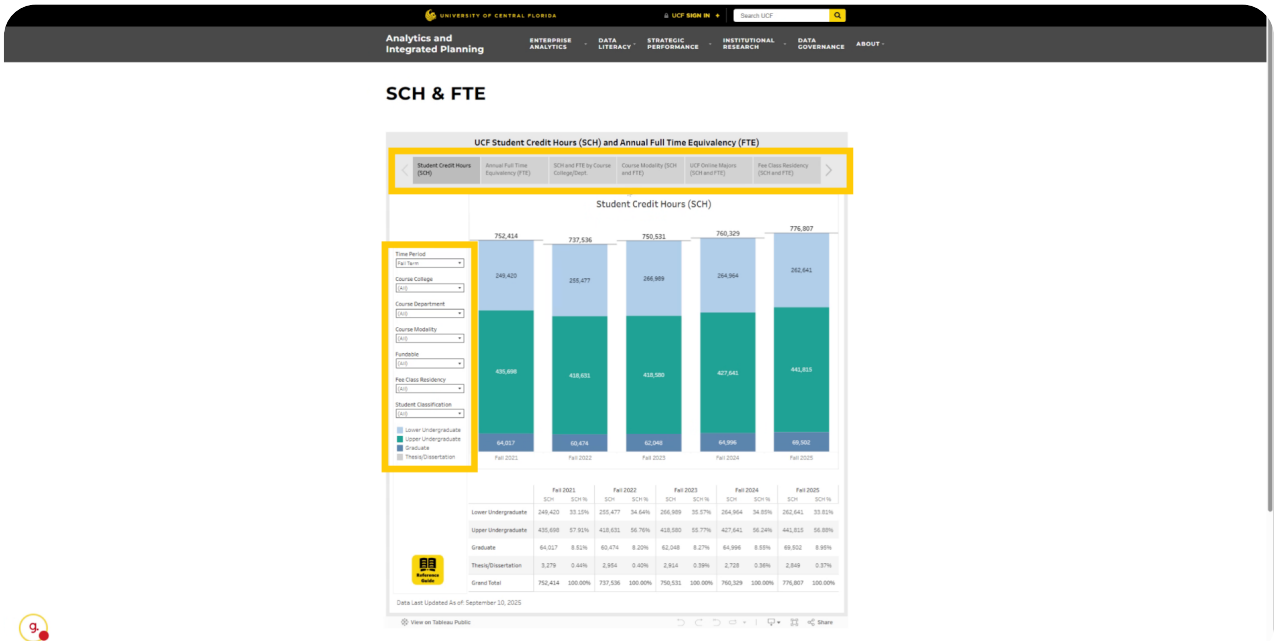 UNIVERSITY OF CENTRAL FLORIDA
UCF SIGN IN +
Search UCF
Analytics and
Integrated Planning
ENTERPRISE
ANALYTICS
DATA
LITERACY
STRATEGIC
PERFORMANCE
INSTITUTIONAL
RESEARCH
DATA
GOVERNANCE
ABOUT
SCH & FTE
UCF Student Credit Hours (SCH) and Annual Full Time Equivalency (FTE)
Student Credit Hours
(SCH)
Annual Full Time
Equivalency (FTE)
SCH and FTE by Course
College/Dept.
Course Modality (SCH
and FTE)
UCF Online Majors
(SCH and FTE)
Fee Class Residency
(SCH and FTE)
Student Credit Hours (SCH)
Time Period
Fall Term
Course College
(All)
Course Department
(All)
Course Modality
(All)
Fundable
(All)
Fee Class Residency
(All)
Student Classification
(All)
Lower Undergraduate
Upper Undergraduate
Graduate
Thesis/Dissertation
752,414 737,536 750,531 760,329 776,807
249,420 255,477 266,989 264,964 262,641
435,698 418,631 418,580 427,641 441,815
64,017 60,474 62,048 64,996 69,502
Fall 2021 Fall 2022 Fall 2023 Fall 2024 Fall 2025
Fall 2021 Fall 2022 Fall 2023 Fall 2024 Fall 2025
SCH SCH % SCH SCH % SCH SCH % SCH SCH % SCH SCH %
Lower Undergraduate 249,420 33.15% 255,477 34.64% 266,989 35.57% 264,964 34.85% 262,641 33.81%
Upper Undergraduate 435,698 57.91% 418,631 56.76% 418,580 55.77% 427,641 56.24% 441,815 56.88%
Graduate 64,017 8.51% 60,474 8.20% 62,048 8.27% 64,996 8.55% 69,502 8.95%
Thesis/Dissertation 3,279 0.44% 2,954 0.40% 2,914 0.39% 2,728 0.36% 2,849 0.37%
Grand Total 752,414 100.00% 737,536 100.00% 750,531 100.00% 760,329 100.00% 776,807 100.00%
Reference
Guide
Data Last Updated As of: September 10, 2025
View on Tableau Public
Share
g.